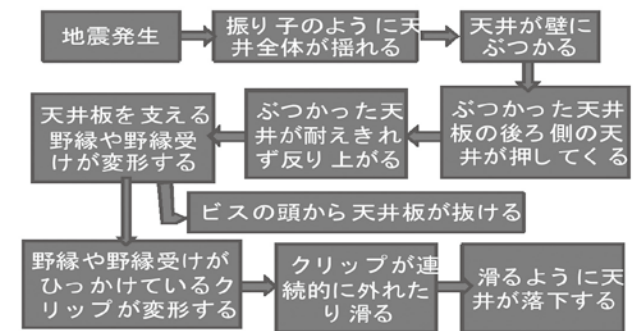 地震発生
振り子のように天
井全体が揺れる
天井が壁に
ぶつかる
ぶつかった天井
板の後ろ側の天
井が押してくる
ぶつかった天
井が耐えきれ
ず反り上がる
天井板を支える
野縁や野縁受
けが変形する
ビスの頭から天井板が抜ける
野縁や野縁受けが
ひっかけているク
リップが変形する
クリップが連
続的に外れた
り滑る
滑るように天
井が落下する